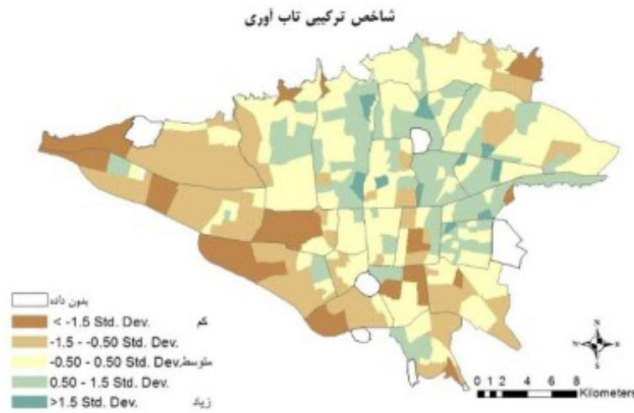 شاخص ترکیبی تاب آوری
بدون داده
< -1.5 Std. Dev. کم
-1.5 - -0.50 Std. Dev.
-0.50 - 0.50 Std. Dev. متوسط
0.50 - 1.5 Std. Dev.
>1.5 Std. Dev. زیاد
N
W E
S
0 1 2 4 6 8
Kilometers